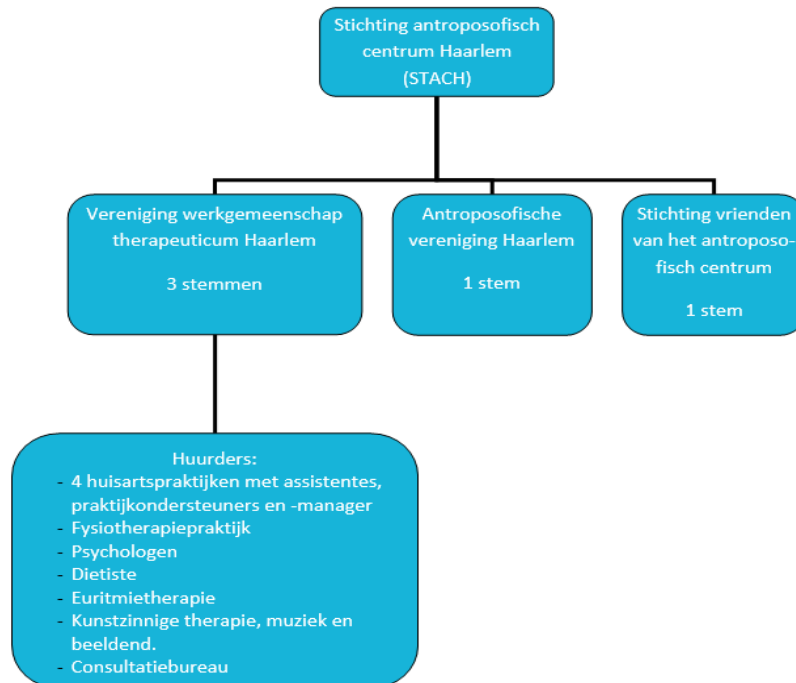 Stichting antroposofisch
centrum Haarlem
(STACH)
Vereniging werkgemeenschap
therapeuticum Haarlem
3 stemmen
Antroposofische
vereniging Haarlem
1 stem
Stichting vrienden
van het antroposo-
fisch centrum
1 stem
Huurders:
- 4 huisartspraktijken met assistentes,
praktijkondersteuners en -manager
- Fysiotherapiepraktijk
- Psychologen
- Dietiste
- Euritmietherapie
- Kunstzinnige therapie, muziek en
beeldend.
- Consultatiebureau